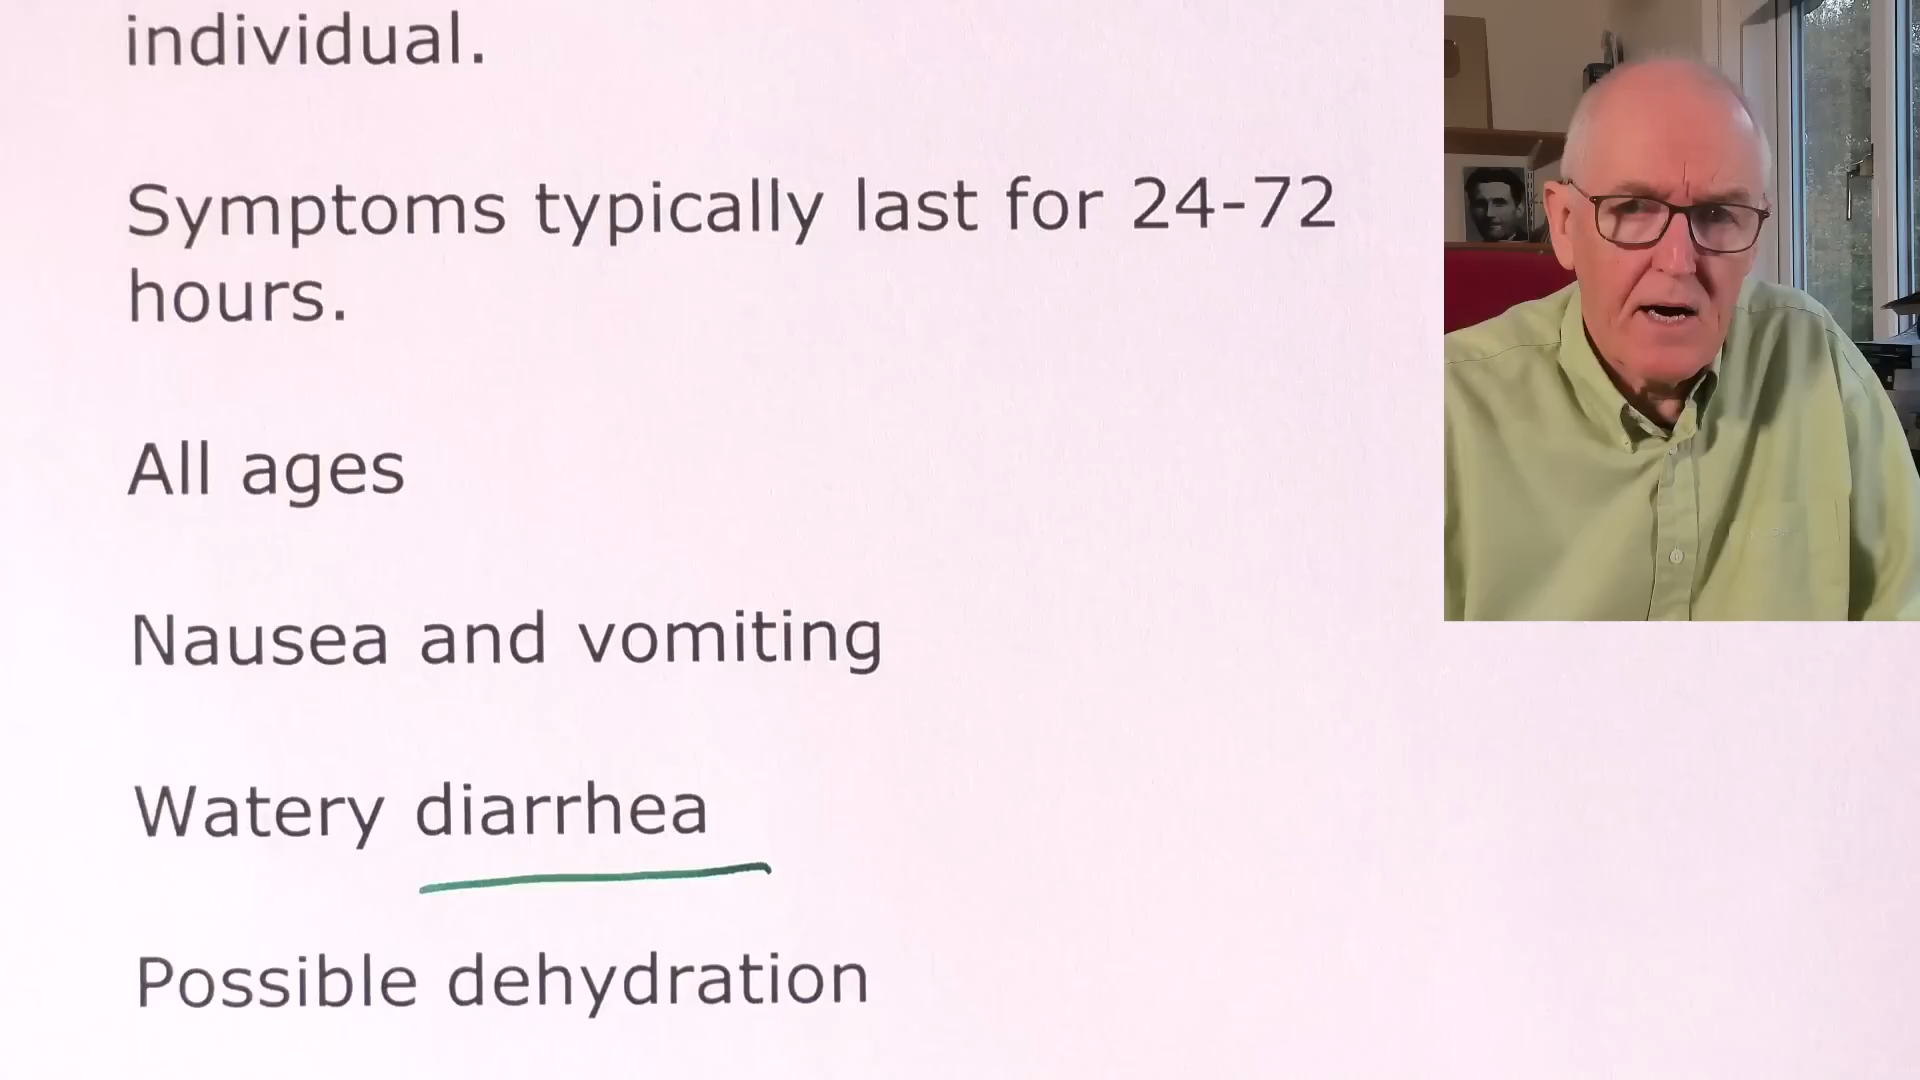 individual.
Symptoms typically last for 24-72
hours.
All ages
Nausea and vomiting
Watery diarrhea
Possible dehydration